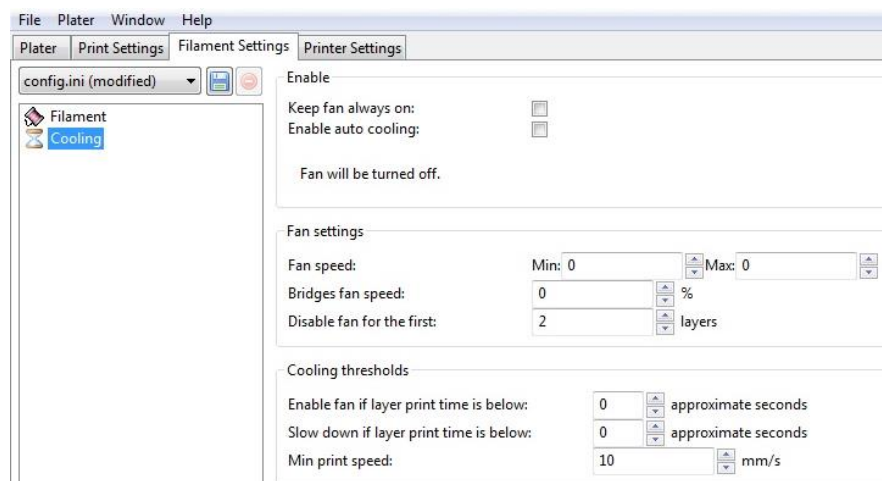 File Plater Window Help
Plater Print Settings Filament Settings Printer Settings
config.ini (modified)
Filament
Cooling
Enable
Keep fan always on:
Enable auto cooling:
Fan will be turned off.
Fan settings
Fan speed: Min: 0 Max: 0
Bridges fan speed: 0 %
Disable fan for the first: 2 layers
Cooling thresholds
Enable fan if layer print time is below: 0 approximate seconds
Slow down if layer print time is below: 0 approximate seconds
Min print speed: 10 mm/s